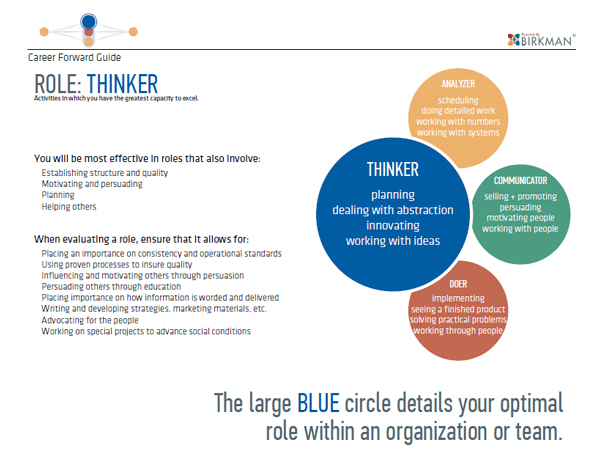 Powered By
BIRKMAN
Career Forward Guide
ROLE: THINKER
Activities in which you have the greatest capacity to excel.
You will be most effective in roles that also involve:
Establishing structure and quality
Motivating and persuading
Planning
Helping others
When evaluating a role, ensure that it allows for:
Placing an importance on consistency and operational standards
Using proven processes to insure quality
Influencing and motivating others through persuasion
Persuading others through education
Placing importance on how information is worded and delivered
Writing and developing strategies, marketing materials, etc.
Advocating for the people
Working on special projects to advance social conditions
ANALYZER
scheduling
doing detailed work
working with numbers
working with systems
THINKER
planning
dealing with abstraction
innovating
working with ideas
COMMUNICATOR
selling + promoting
persuading
motivating people
working with people
DOER
implementing
seeing a finished product
solving practical problems
working through people
The large BLUE circle details your optimal
role within an organization or team.